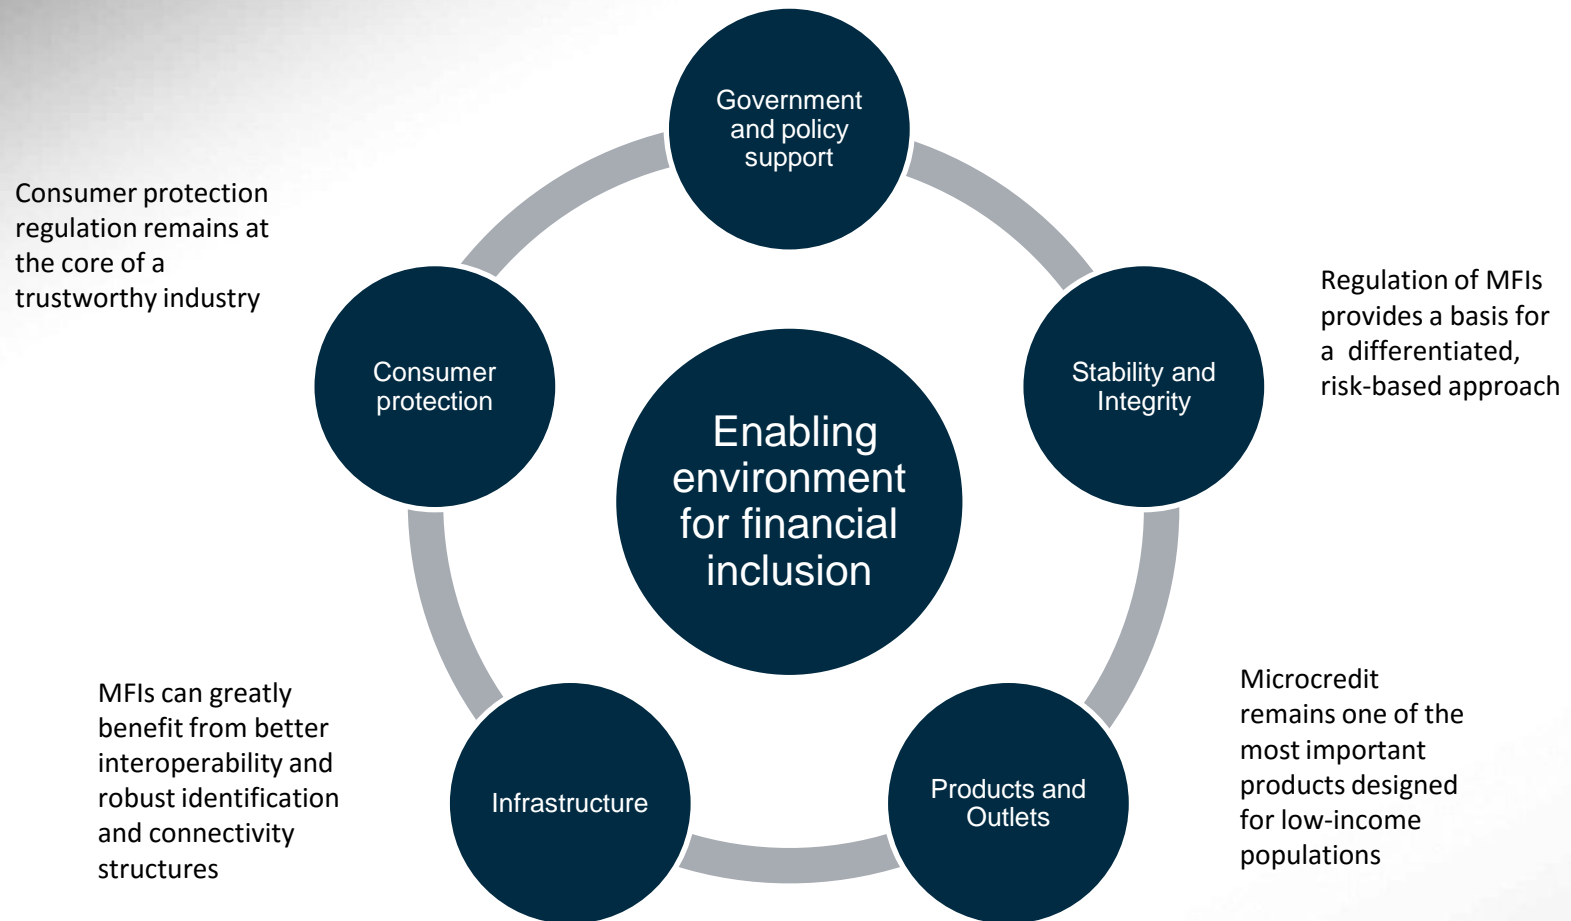 Government
and policy
support
Consumer protection
regulation remains at
the core of a
trustworthy industry
Consumer
protection
Stability and
Integrity
Regulation of MFIs
provides a basis for
a differentiated,
risk-based approach
Enabling
environment
for financial
inclusion
MFIs can greatly
benefit from better
interoperability and
robust identification
and connectivity
structures
Infrastructure
Products and
Outlets
Microcredit
remains one of the
most important
products designed
for low-income
populations